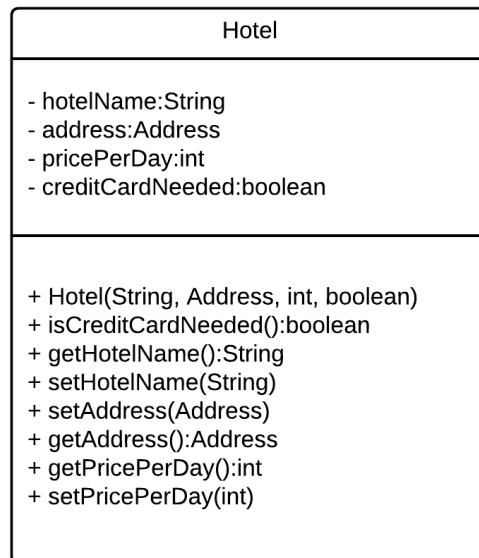 Hotel
- hotelName:String
- address:Address
- pricePerDay:int
- creditCardNeeded:boolean
+ Hotel(String, Address, int, boolean)
+ isCreditCardNeeded():boolean
+ getHotelName():String
+ setHotelName(String)
+ setAddress(Address)
+ getAddress():Address
+ getPricePerDay():int
+ setPricePerDay(int)